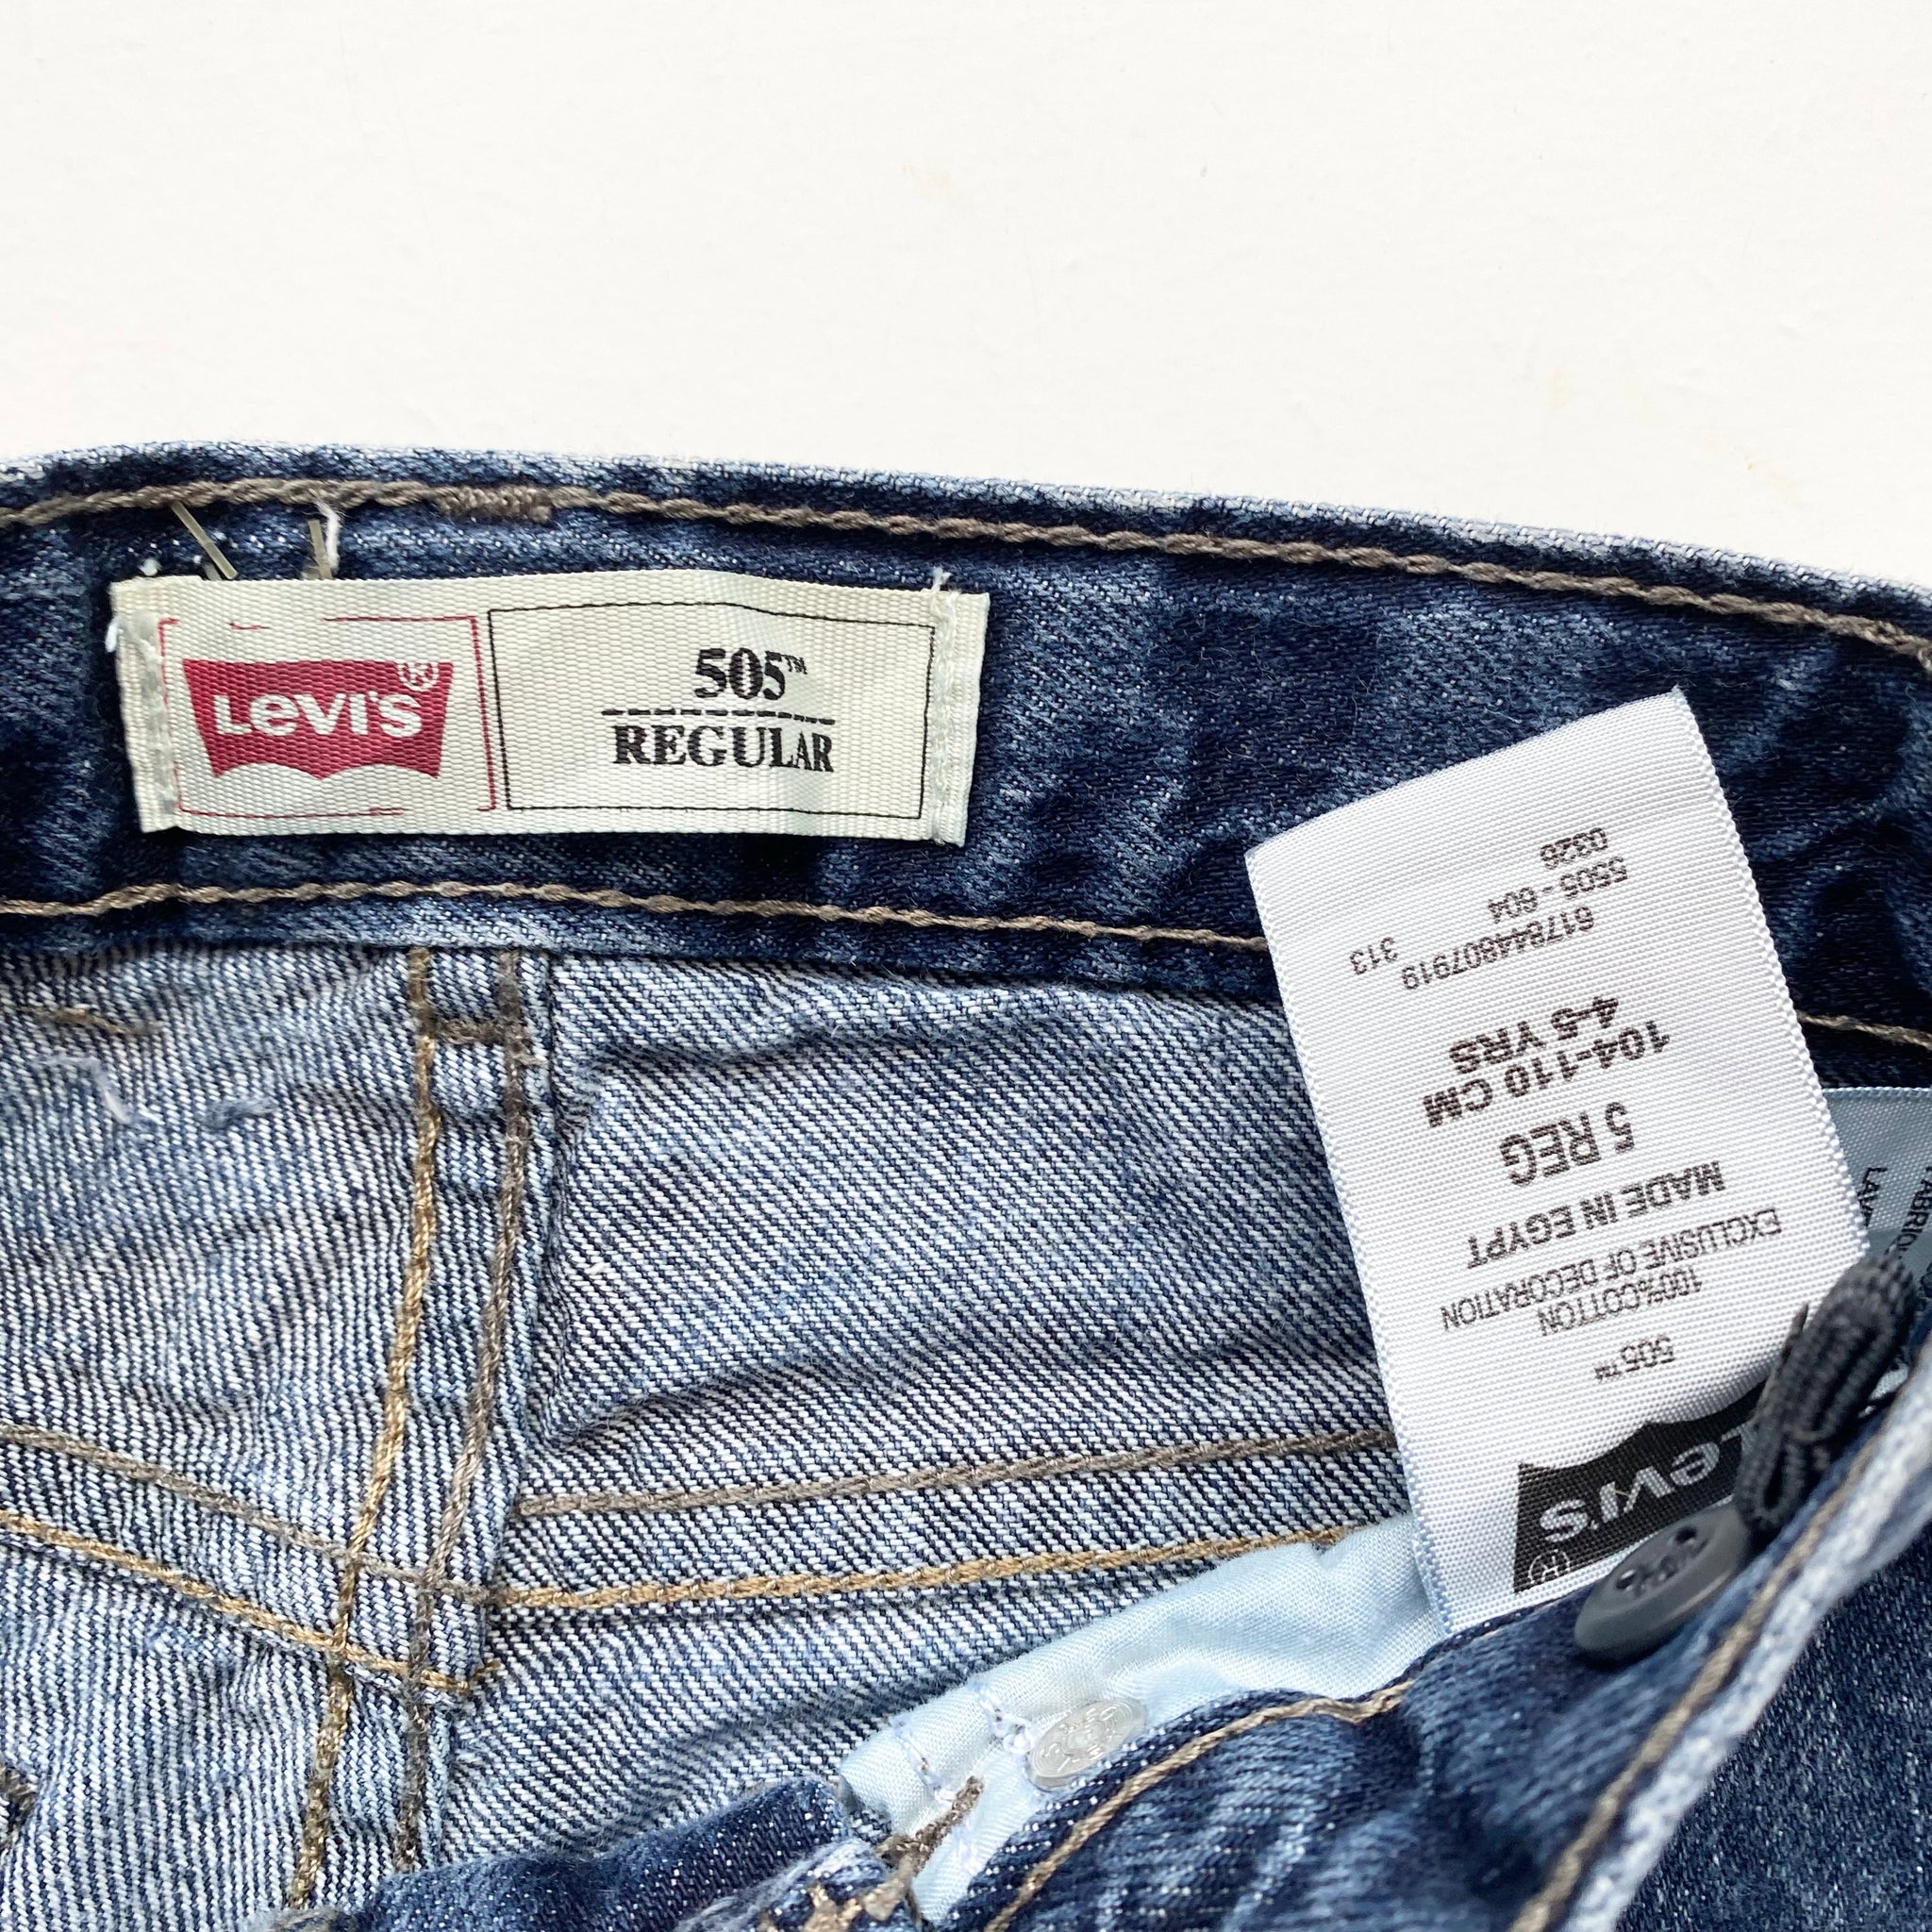 Levi's®
505™
REGULAR
Levi's®
505™
100%COTTON
EXCLUSIVE OF DECORATION
MADE IN EGYPT
5 REG
104-110 CM
4-5 YRS
617844807919 313
5505 - 604
0326